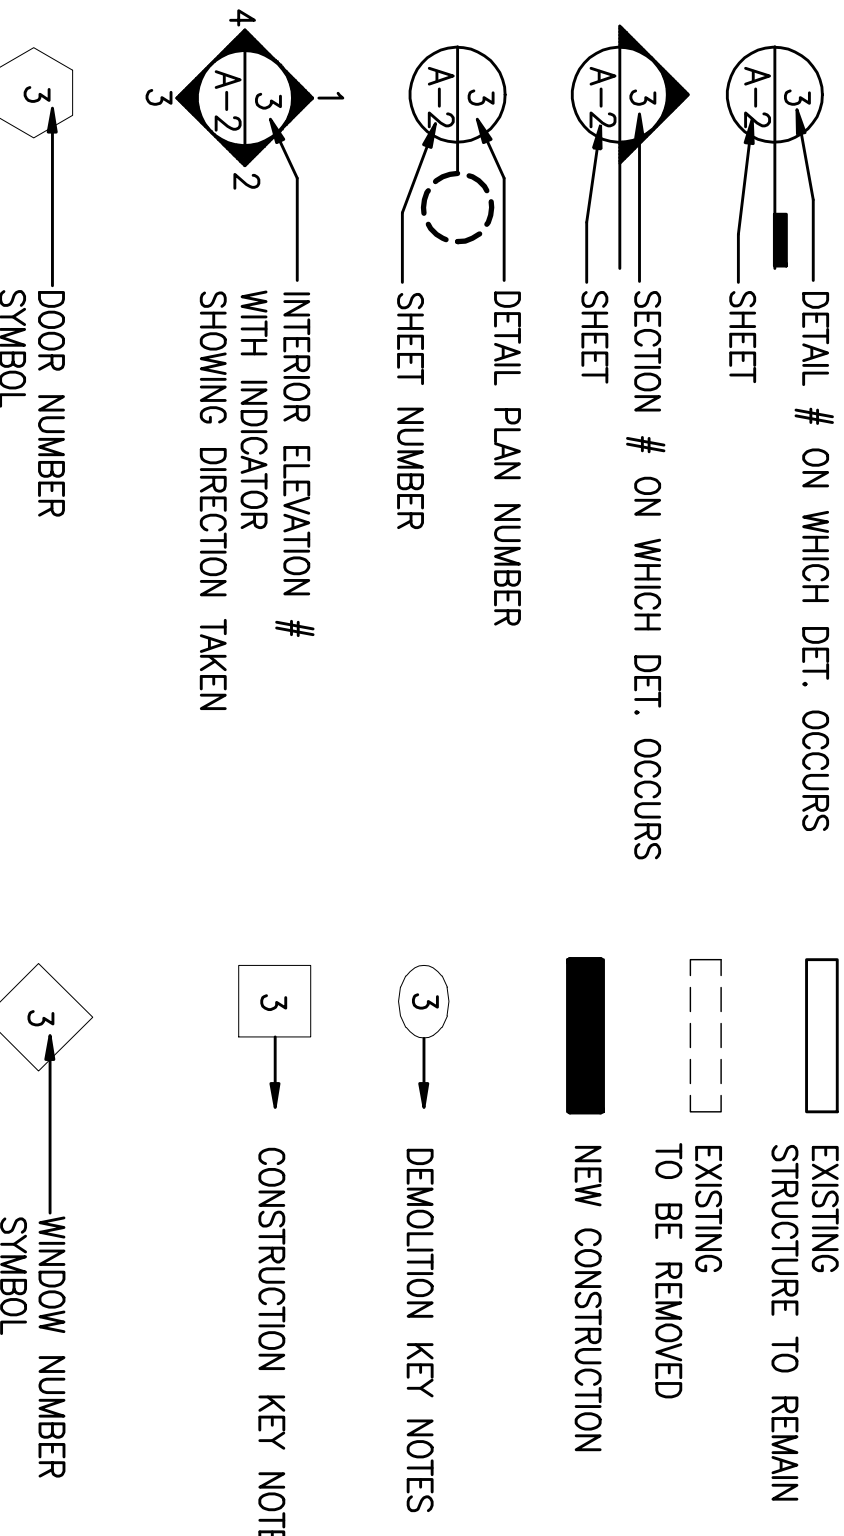 3
A-2
DETAIL # ON WHICH DET. OCCURS
SHEET
3
A-2
SECTION # ON WHICH DET. OCCURS
SHEET
3
A-2
DETAIL PLAN NUMBER
SHEET NUMBER
1
4
3
A-2
2
3
INTERIOR ELEVATION #
WITH INDICATOR
SHOWING DIRECTION TAKEN
3
DOOR NUMBER
SYMBOL
EXISTING
STRUCTURE TO REMAIN
EXISTING
TO BE REMOVED
NEW CONSTRUCTION
3
DEMOLITION KEY NOTES
3
CONSTRUCTION KEY NOTE
3
WINDOW NUMBER
SYMBOL